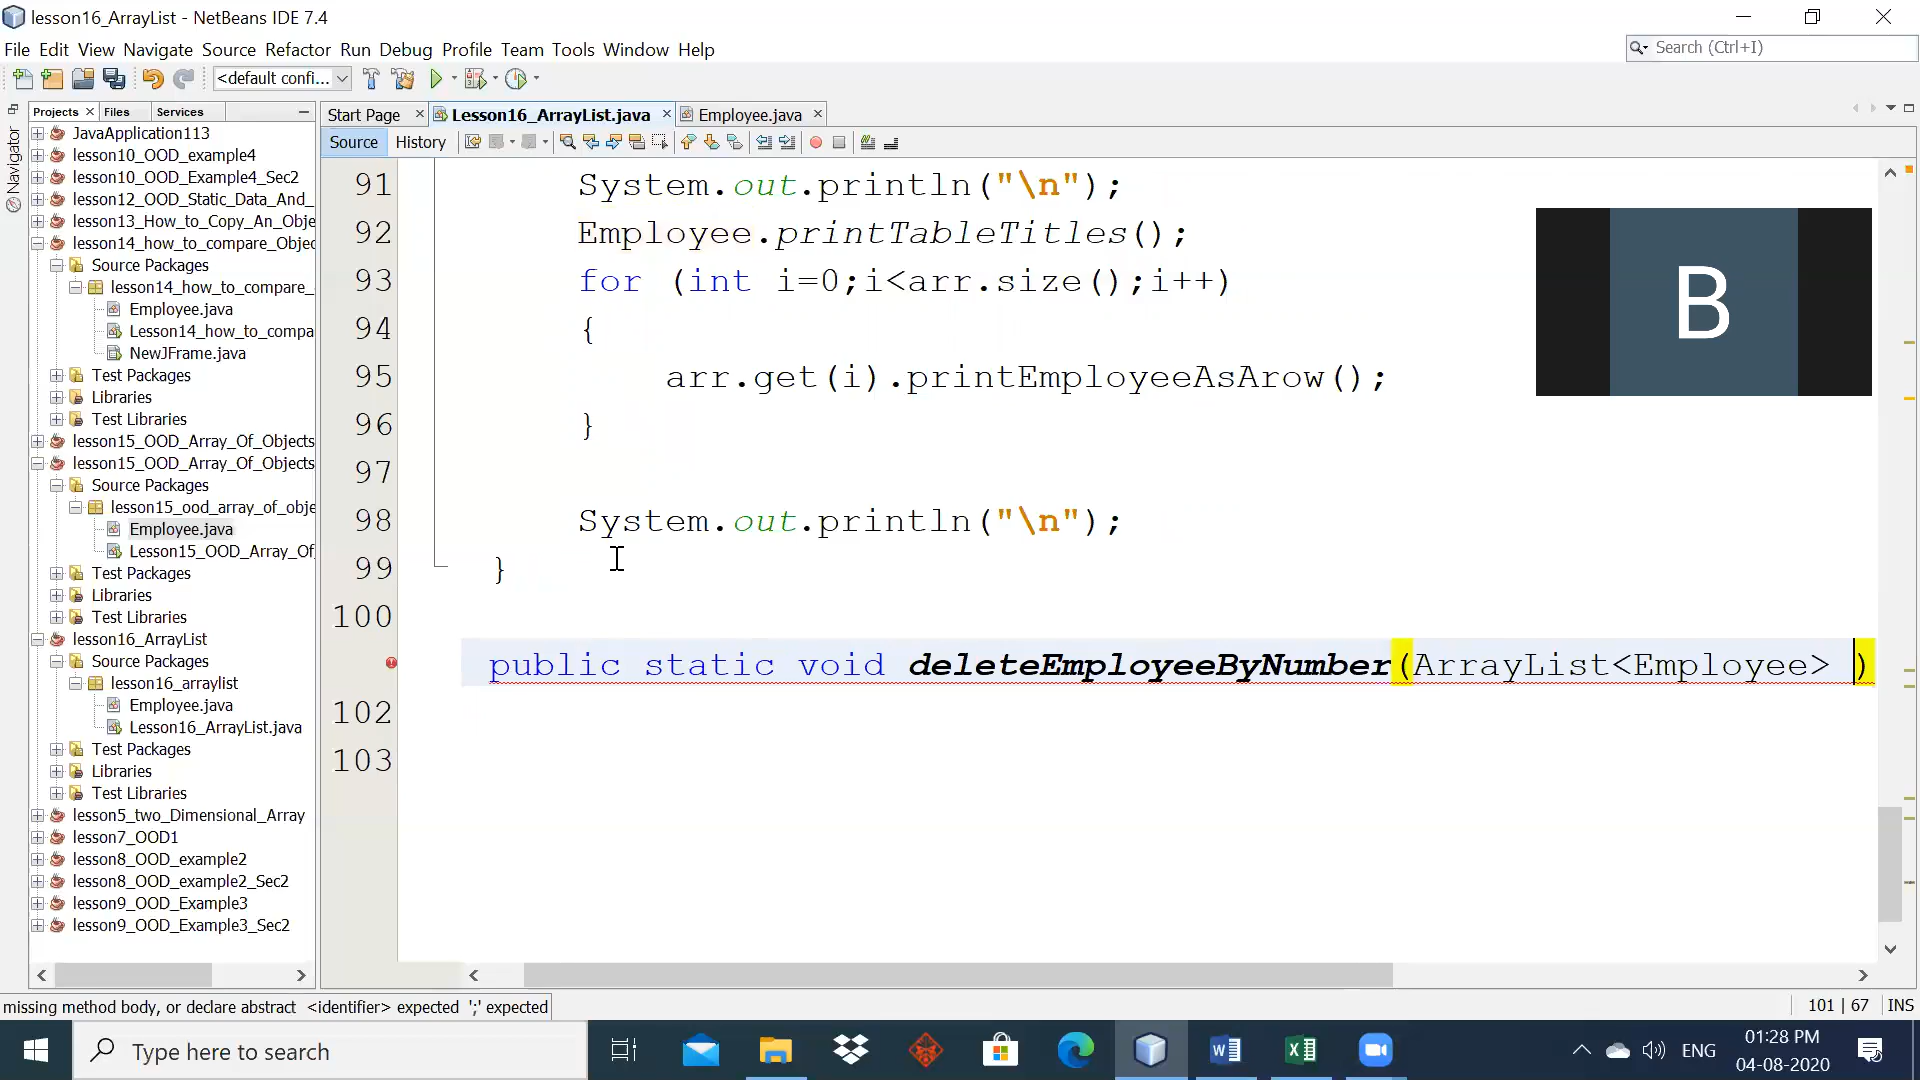 lesson16_ArrayList - NetBeans IDE 7.4
File Edit View Navigate Source Refactor Run Debug Profile Team Tools Window Help
Search (Ctrl+I)
<default confi...
Projects Files Services
Start Page Lesson16_ArrayList.java Employee.java
Source History
Navigator
JavaApplication113
lesson10_OOD_example4
lesson10_OOD_Example4_Sec2
lesson12_OOD_Static_Data_And_
lesson13_How_to_Copy_An_Obje
lesson14_how_to_compare_Objec
Source Packages
lesson14_how_to_compare_
Employee.java
Lesson14_how_to_compa
NewJFrame.java
Test Packages
Libraries
Test Libraries
lesson15_OOD_Array_Of_Objects
lesson15_OOD_Array_Of_Objects
Source Packages
lesson15_ood_array_of_obje
Employee.java
Lesson15_OOD_Array_Of_
Test Packages
Libraries
Test Libraries
lesson16_ArrayList
Source Packages
lesson16_arraylist
Employee.java
Lesson16_ArrayList.java
Test Packages
Libraries
Test Libraries
lesson5_two_Dimensional_Array
lesson7_OOD1
lesson8_OOD_example2
lesson8_OOD_example2_Sec2
lesson9_OOD_Example3
lesson9_OOD_Example3_Sec2
91 System.out.println("\n");
92 Employee.printTableTitles();
93 for (int i=0;i<arr.size();i++)
94 {
95 arr.get(i).printEmployeeAsArow();
96 }
97
98 System.out.println("\n");
99 }
100
public static void deleteEmployeeByNumber(ArrayList<Employee> )
102
103
B
missing method body, or declare abstract <identifier> expected ';' expected
101 | 67 INS
Type here to search
ENG
01:28 PM
04-08-2020